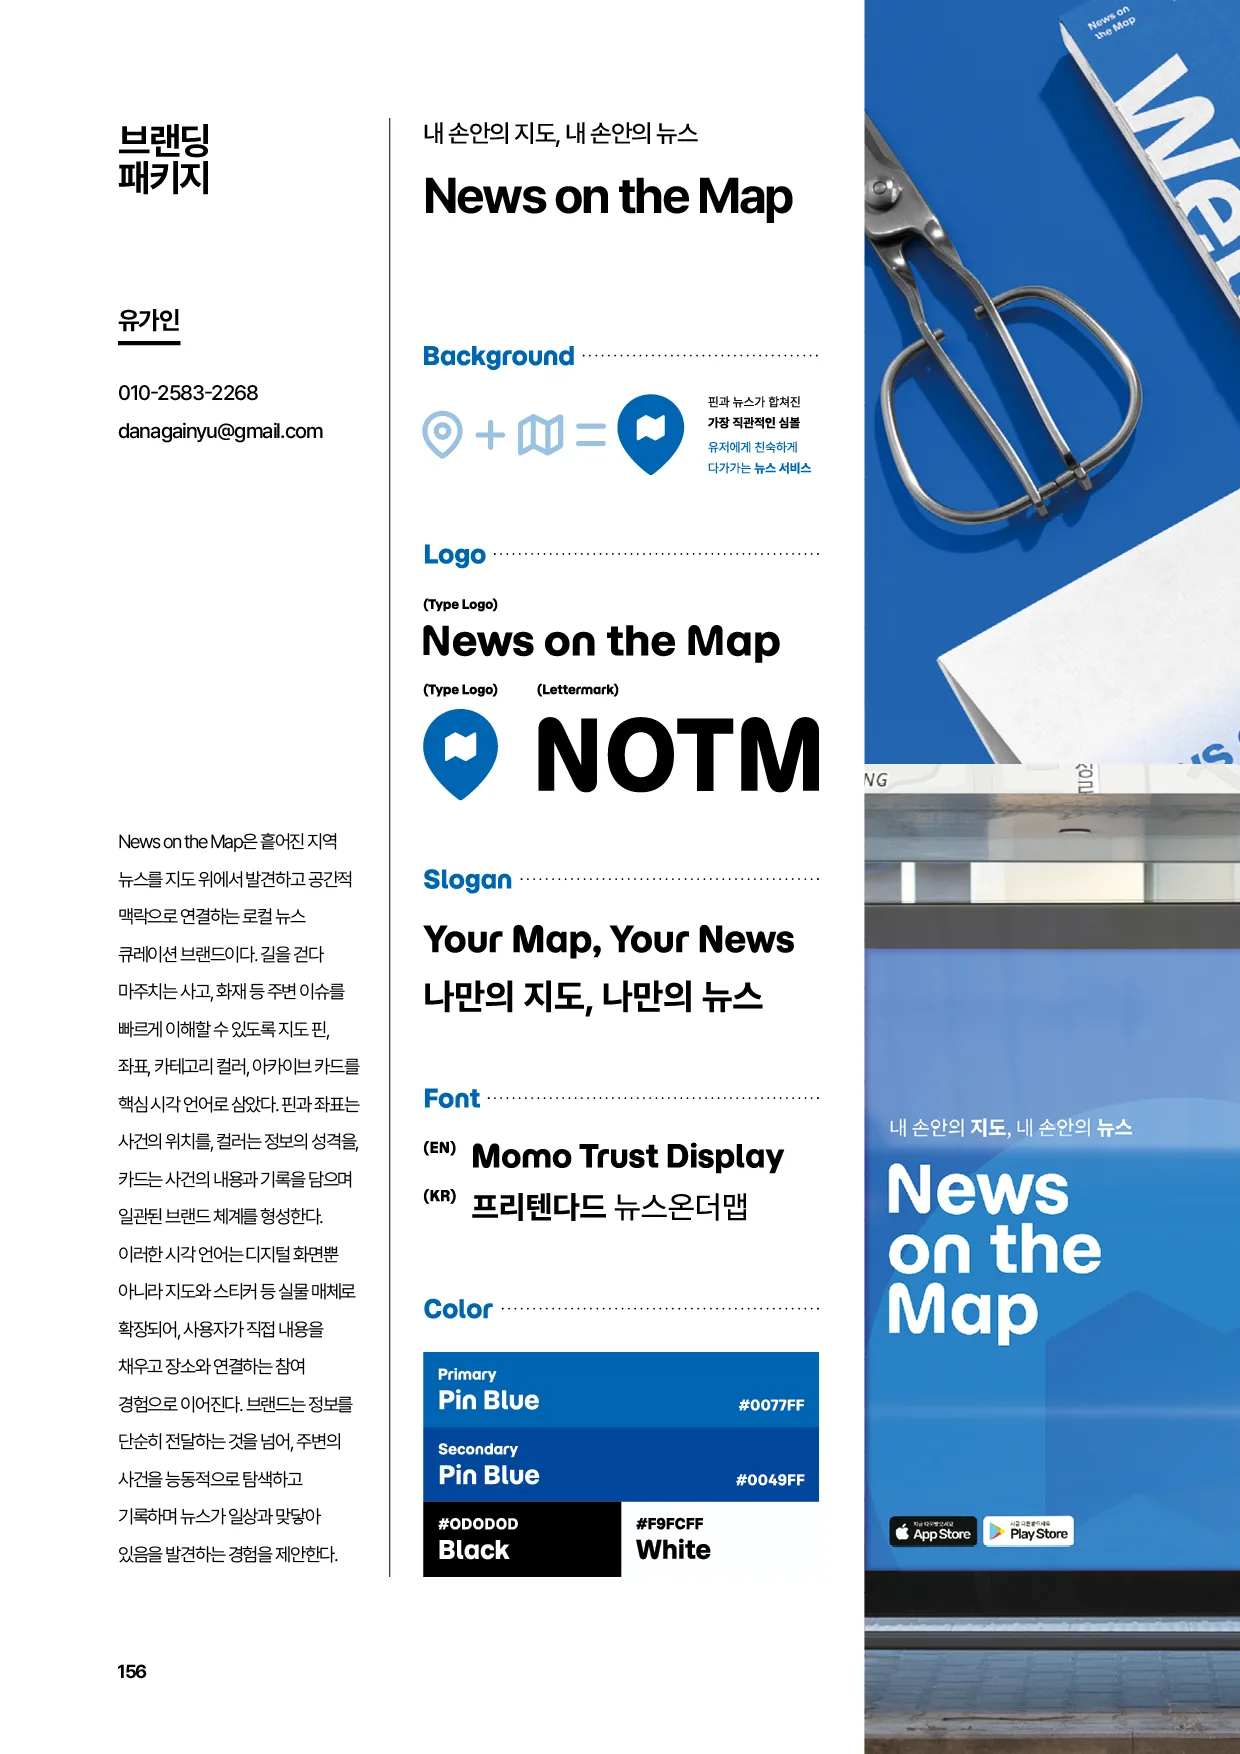 브랜딩
패키지
유가인
010-2583-2268
danagainyu@gmail.com
News on the Map은 흩어진 지역
뉴스를 지도 위에서 발견하고 공간적
맥락으로 연결하는 로컬 뉴스
큐레이션 브랜드이다. 길을 걷다
마주치는 사고, 화재 등 주변 이슈를
빠르게 이해할 수 있도록 지도 핀,
좌표, 카테고리 컬러, 아카이브 카드를
핵심 시각 언어로 삼았다. 핀과 좌표는
사건의 위치를, 컬러는 정보의 성격을,
카드는 사건의 내용과 기록을 담으며
일관된 브랜드 체계를 형성한다.
이러한 시각 언어는 디지털 화면뿐
아니라 지도와 스티커 등 실물 매체로
확장되어, 사용자가 직접 내용을
채우고 장소와 연결하는 참여
경험으로 이어진다. 브랜드는 정보를
단순히 전달하는 것을 넘어, 주변의
사건을 능동적으로 탐색하고
기록하며 뉴스가 일상과 맞닿아
있음을 발견하는 경험을 제안한다.
156
내 손안의 지도, 내 손안의 뉴스
News on the Map
Background
핀과 뉴스가 합쳐진
가장 직관적인 심볼
유저에게 친숙하게
다가가는 뉴스 서비스
Logo
(Type Logo)
News on the Map
(Type Logo) (Lettermark)
NOTM
Slogan
Your Map, Your News
나만의 지도, 나만의 뉴스
Font
(EN) Momo Trust Display
(KR) 프리텐다드 뉴스온더맵
Color
Primary
Pin Blue #0077FF
Secondary
Pin Blue #0049FF
#0D0D0D
Black
#F9FCFF
White
News on
the Map
We
NG
내 손안의 지도, 내 손안의 뉴스
News
on the
Map
지금 다운받으세요
App Store
지금 다운받으세요
Play Store